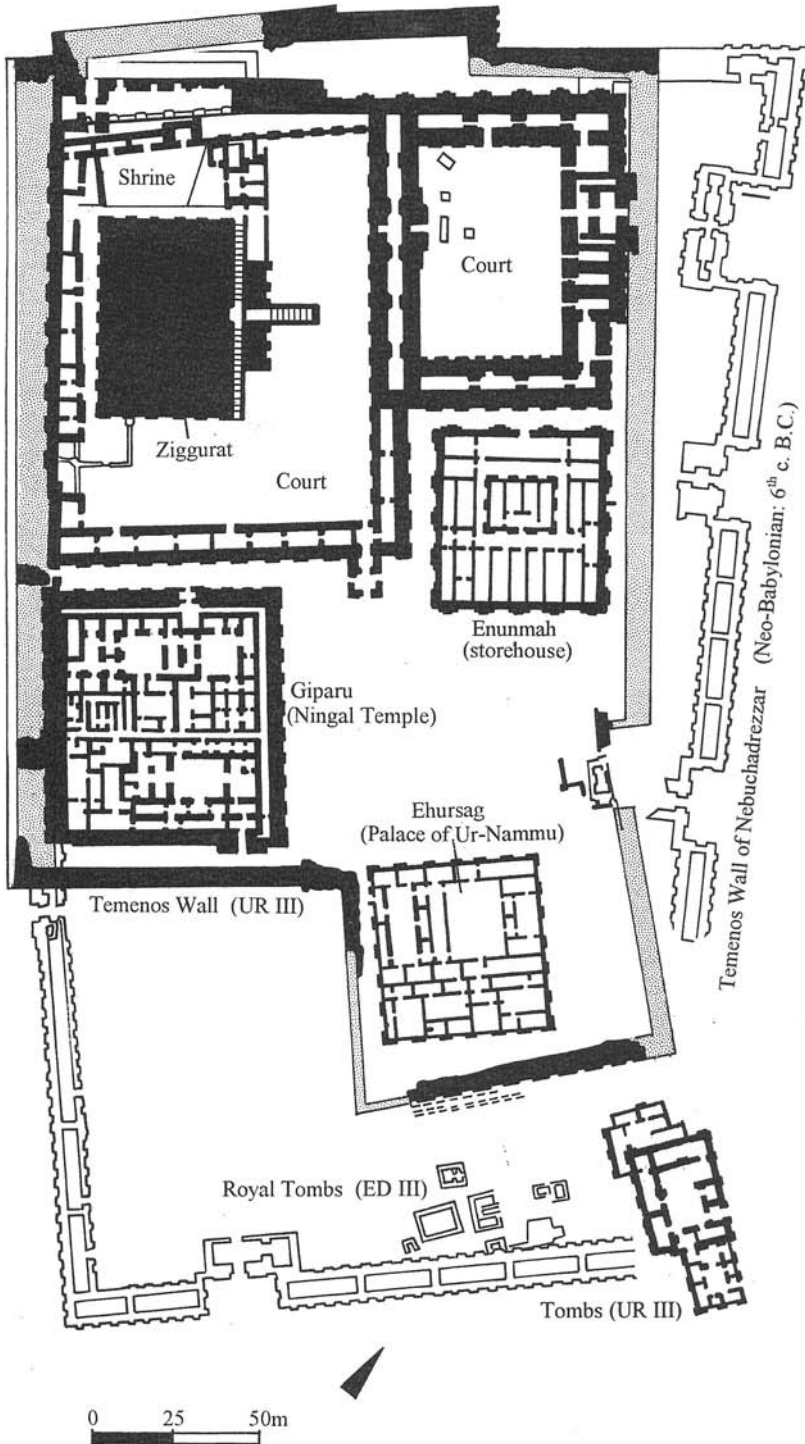 Shrine
Court
Ziggurat
Court
Enunmah
(storehouse)
Giparu
(Ningal Temple)
Ehursag
(Palace of Ur-Nammu)
Temenos Wall (UR III)
Temenos Wall of Nebuchadrezzar (Neo-Babylonian: 6th c. B.C.)
Royal Tombs (ED III)
Tombs (UR III)
0 25 50m